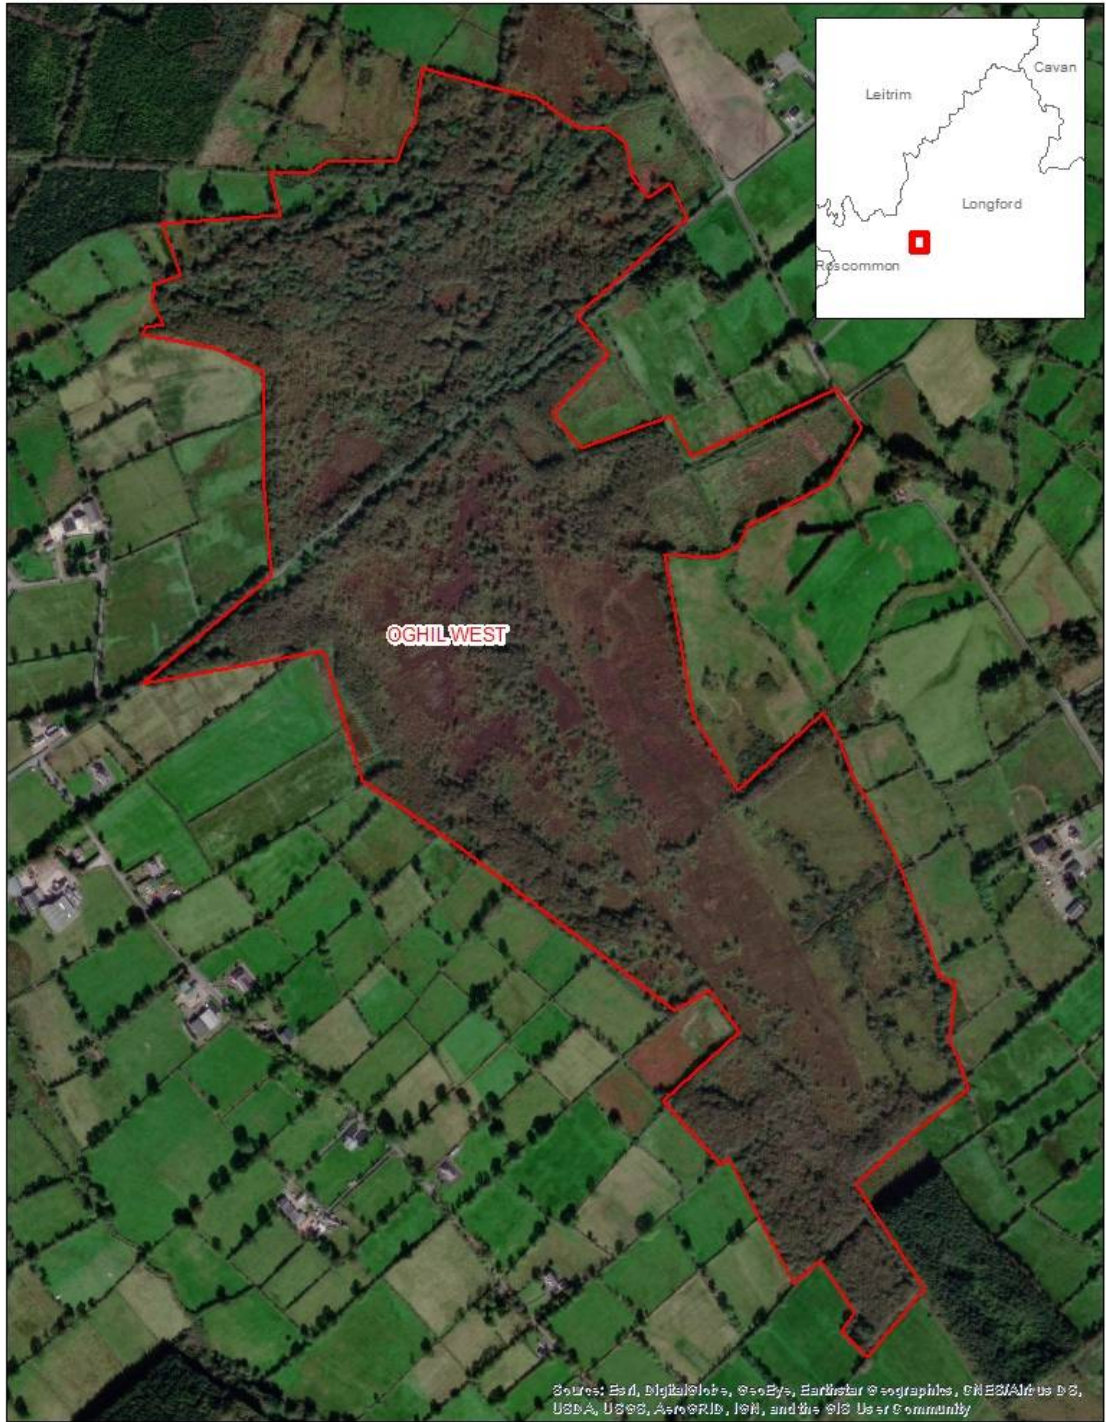 Cavan
Leitrim
Longford
Roscommon
OGHIL WEST
Source: Esri, DigitalGlobe, GeoEye, Earthstar Geographics, CNES/Airbus DS,
USDA, USGS, AeroGRID, IGN, and the GIS User Community